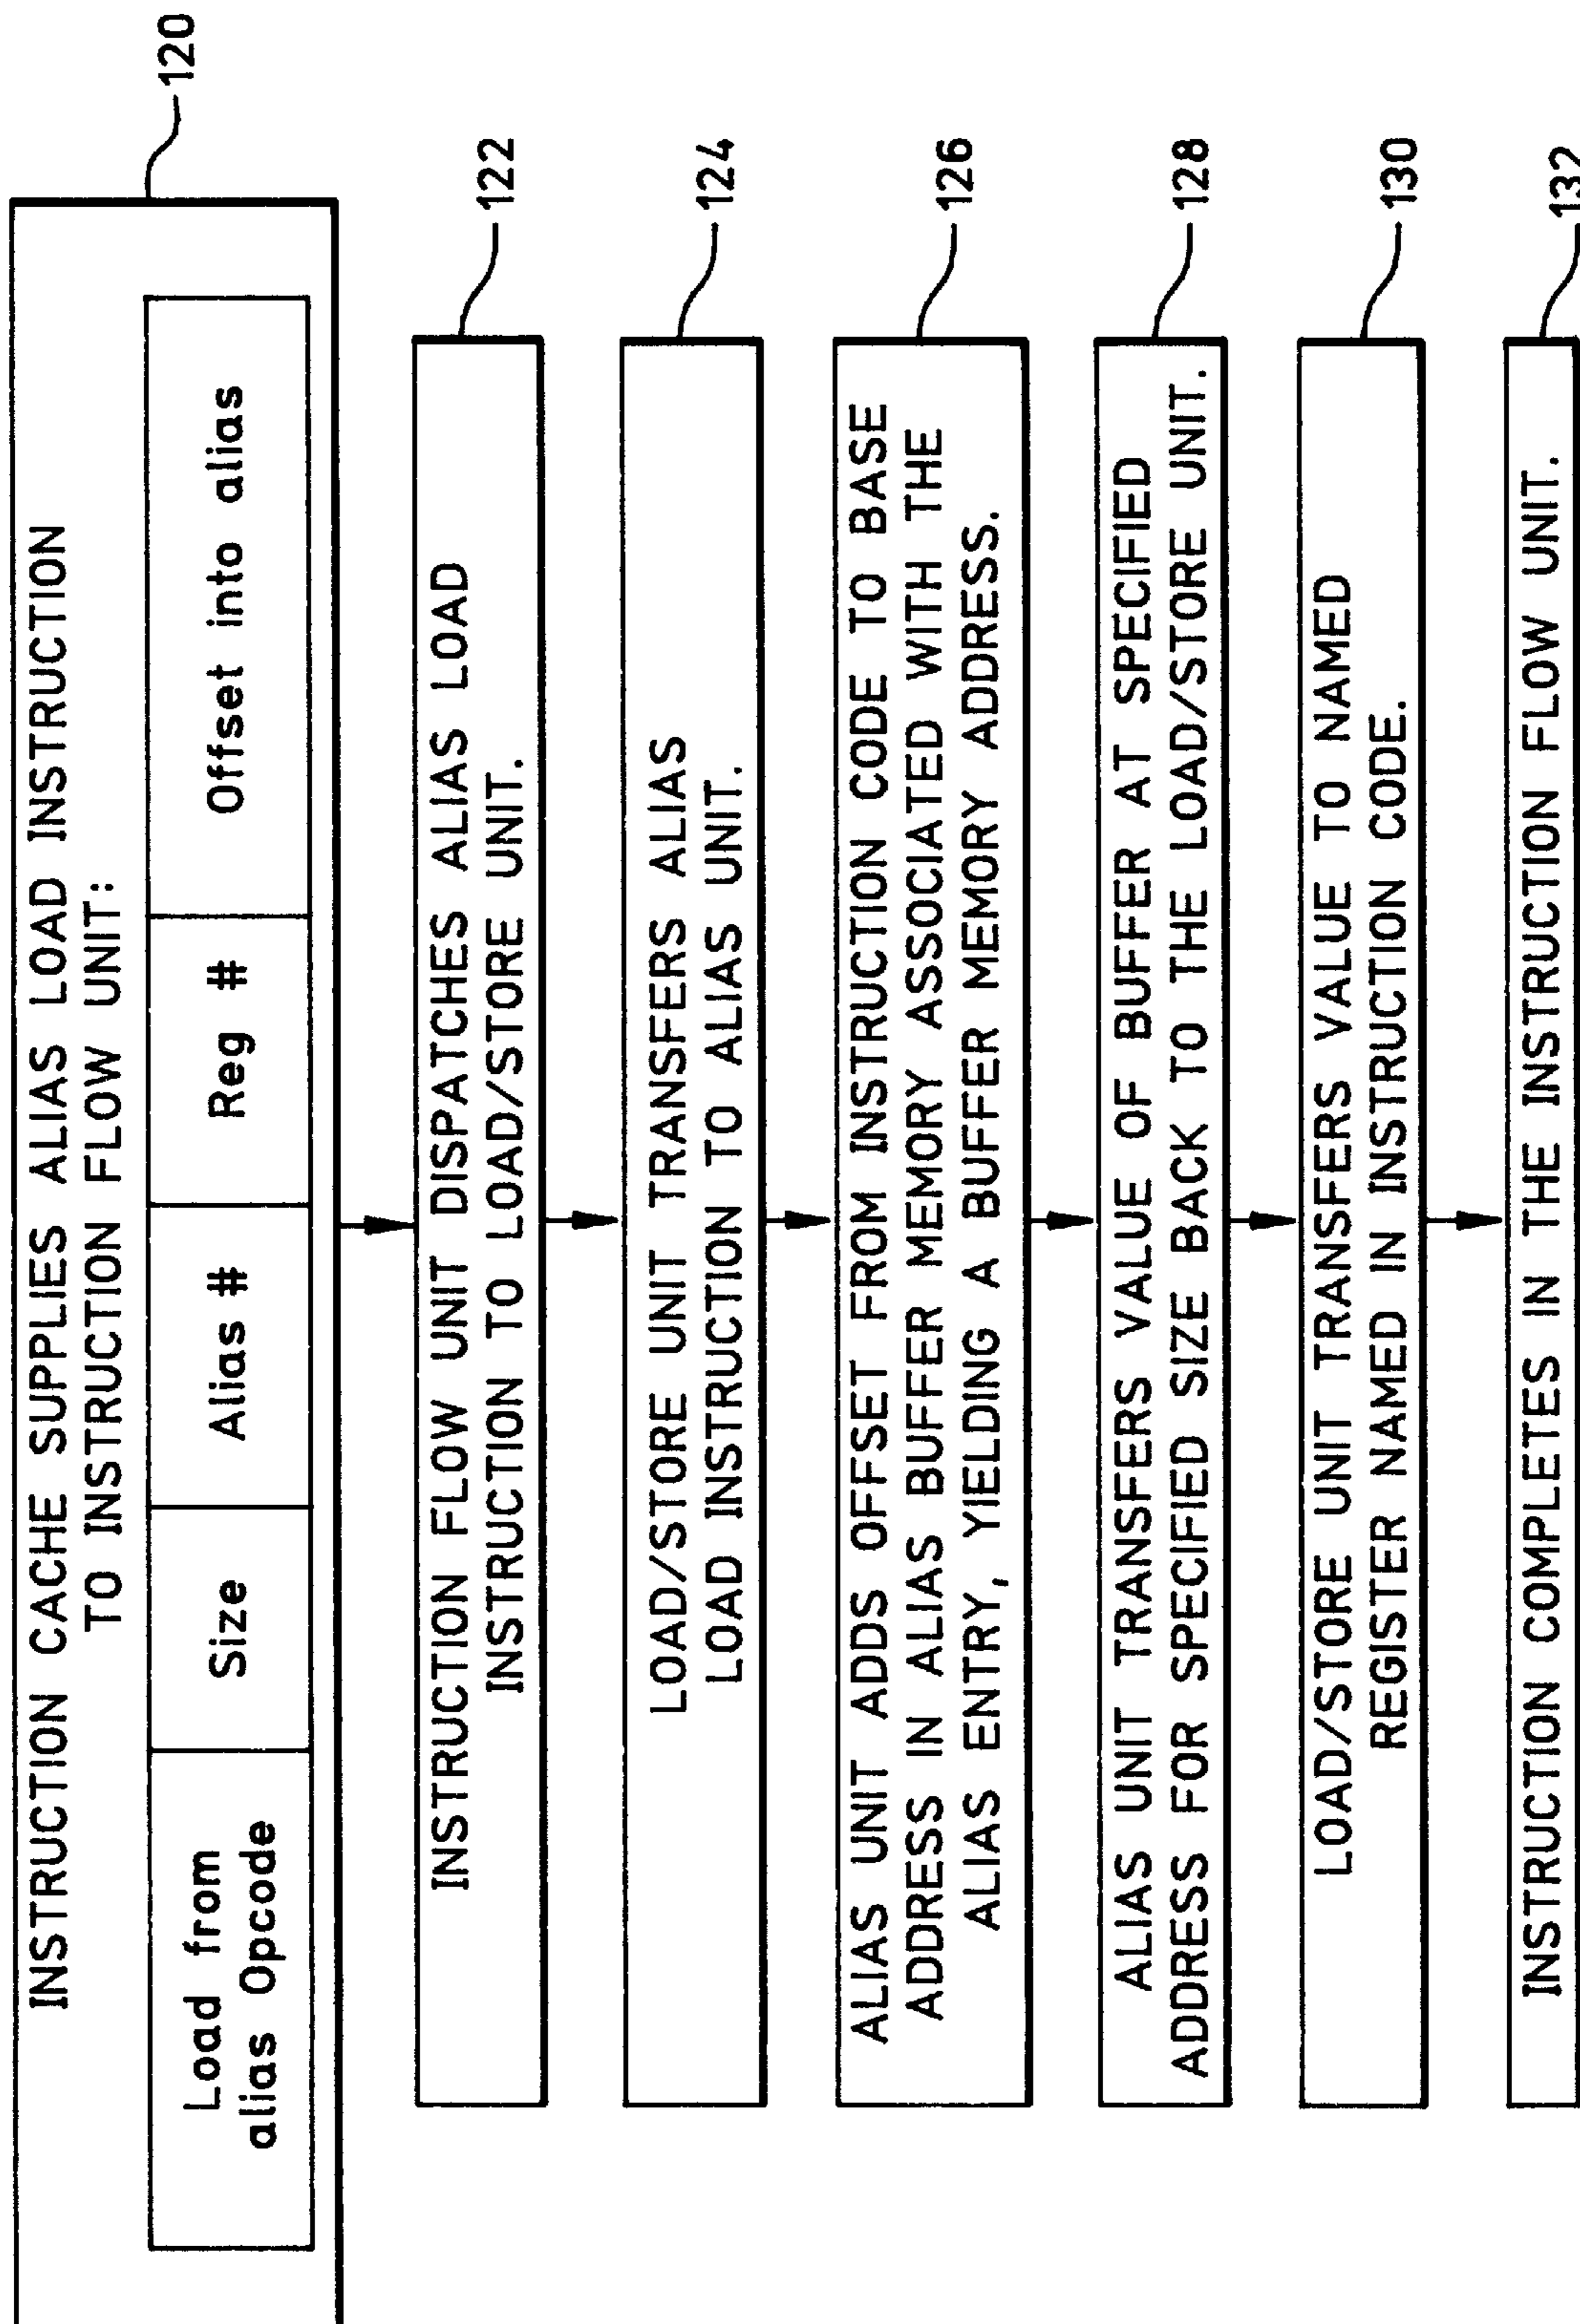 INSTRUCTION CACHE SUPPLIES ALIAS LOAD INSTRUCTION
TO INSTRUCTION FLOW UNIT:
Load from
alias Opcode
Size
Alias #
Reg #
Offset into alias
120
INSTRUCTION FLOW UNIT DISPATCHES ALIAS LOAD
INSTRUCTION TO LOAD/STORE UNIT.
122
LOAD/STORE UNIT TRANSFERS ALIAS
LOAD INSTRUCTION TO ALIAS UNIT.
124
ALIAS UNIT ADDS OFFSET FROM INSTRUCTION CODE TO BASE
ADDRESS IN ALIAS BUFFER MEMORY ASSOCIATED WITH THE
ALIAS ENTRY, YIELDING A BUFFER MEMORY ADDRESS.
126
ALIAS UNIT TRANSFERS VALUE OF BUFFER AT SPECIFIED
ADDRESS FOR SPECIFIED SIZE BACK TO THE LOAD/STORE UNIT.
128
LOAD/STORE UNIT TRANSFERS VALUE TO NAMED
REGISTER NAMED IN INSTRUCTION CODE.
130
INSTRUCTION COMPLETES IN THE INSTRUCTION FLOW UNIT.
132